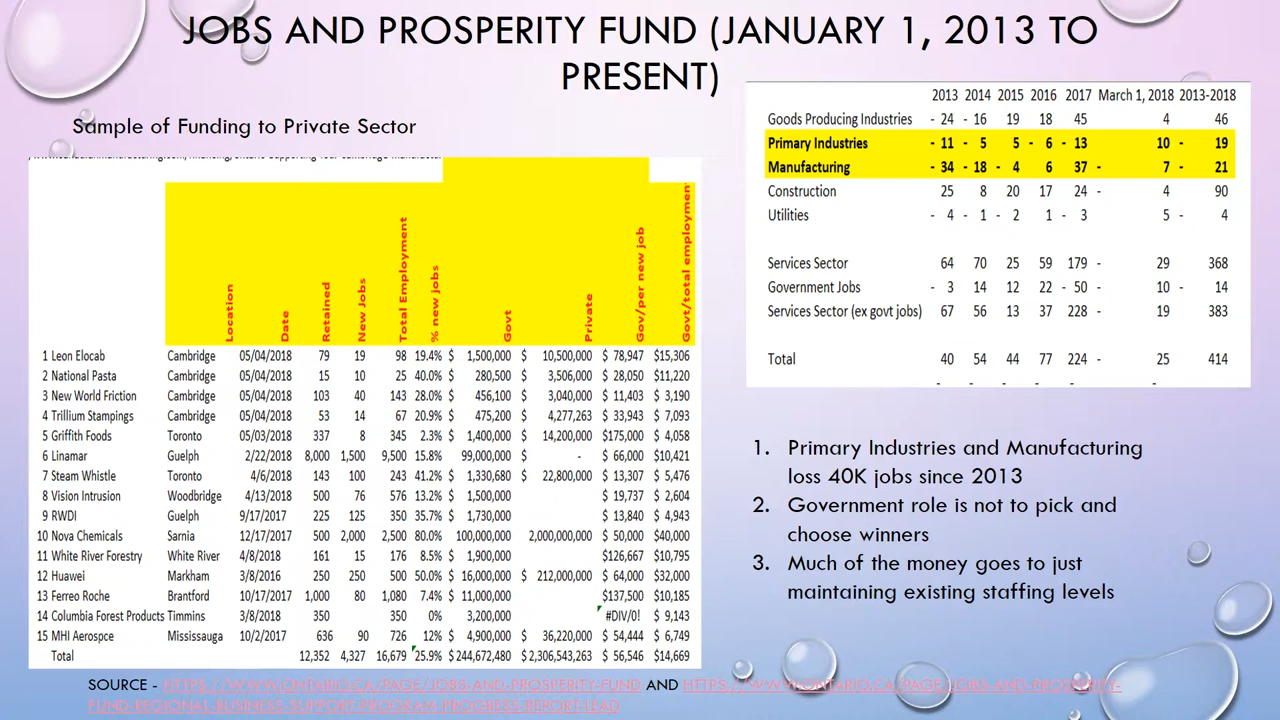 JOBS AND PROSPERITY FUND (JANUARY 1, 2013 TO
PRESENT)
Sample of Funding to Private Sector
Location Date Retained New Jobs Total Employment % new jobs Govt Private Gov/per new job Govt/total employmen
1 Leon Elocab Cambridge 05/04/2018 79 19 98 19.4% $ 1,500,000 $ 10,500,000 $ 78,947 $15,306
2 National Pasta Cambridge 05/04/2018 15 10 25 40.0% $ 280,500 $ 3,506,000 $ 28,050 $11,220
3 New World Friction Cambridge 05/04/2018 103 40 143 28.0% $ 456,100 $ 3,040,000 $ 11,403 $ 3,190
4 Trillium Stampings Cambridge 05/04/2018 53 14 67 20.9% $ 475,200 $ 4,277,263 $ 33,943 $ 7,093
5 Griffith Foods Toronto 05/03/2018 337 8 345 2.3% $ 1,400,000 $ 14,200,000 $175,000 $ 4,058
6 Linamar Guelph 2/22/2018 8,000 1,500 9,500 15.8% $ 99,000,000 $ - $ 66,000 $10,421
7 Steam Whistle Toronto 4/6/2018 143 100 243 41.2% $ 1,330,680 $ 22,800,000 $ 13,307 $ 5,476
8 Vision Intrusion Woodbridge 4/13/2018 500 76 576 13.2% $ 1,500,000 $ 19,737 $ 2,604
9 RWDI Guelph 9/17/2017 225 125 350 35.7% $ 1,730,000 $ 13,840 $ 4,943
10 Nova Chemicals Sarnia 12/17/2017 500 2,000 2,500 80.0% $ 100,000,000 2,000,000,000 $ 50,000 $40,000
11 White River Forestry White River 4/8/2018 161 15 176 8.5% $ 1,900,000 $126,667 $10,795
12 Huawei Markham 3/8/2016 250 250 500 50.0% $ 16,000,000 $ 212,000,000 $ 64,000 $32,000
13 Ferreo Roche Brantford 10/17/2017 1,000 80 1,080 7.4% $ 11,000,000 $137,500 $10,185
14 Columbia Forest Products Timmins 3/8/2018 350 350 0% 3,200,000 #DIV/0! $ 9,143
15 MHI Aerospce Mississauga 10/2/2017 636 90 726 12% $ 4,900,000 $ 36,220,000 $ 54,444 $ 6,749
Total 12,352 4,327 16,679 25.9% $ 244,672,480 $ 2,306,543,263 $ 56,546 $14,669
2013 2014 2015 2016 2017 March 1, 2018 2013-2018
Goods Producing Industries - 24 - 16 19 18 45 4 46
Primary Industries - 11 - 5 5 - 6 - 13 10 - 19
Manufacturing - 34 - 18 - 4 6 37 - 7 - 21
Construction 25 8 20 17 24 - 4 90
Utilities - 4 - 1 - 2 1 - 3 5 - 4
Services Sector 64 70 25 59 179 - 29 368
Government Jobs - 3 14 12 22 - 50 - 10 - 14
Services Sector (ex govt jobs) 67 56 13 37 228 - 19 383
Total 40 54 44 77 224 - 25 414
1. Primary Industries and Manufacturing
loss 40K jobs since 2013
2. Government role is not to pick and
choose winners
3. Much of the money goes to just
maintaining existing staffing levels
SOURCE - HTTPS://WWW.ONTARIO.CA/PAGE/JOBS-AND-PROSPERITY-FUND AND HTTPS://WWW.ONTARIO.CA/PAGE/JOBS-AND-PROSPERITY-
FUND-REGIONAL-BUSINESS-SUPPORT-PROGRAM-PROGRESS-REPORT-LEAD